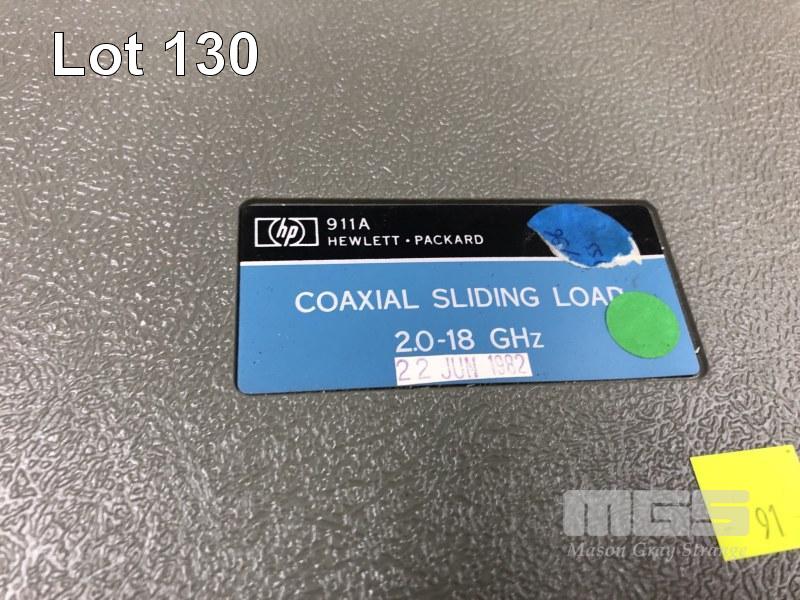 Lot 130
hp 911A
HEWLETT • PACKARD
COAXIAL SLIDING LOAD
2.0-18 GHz
22 JUN 1982
91
MGS
Mason Gray Strange